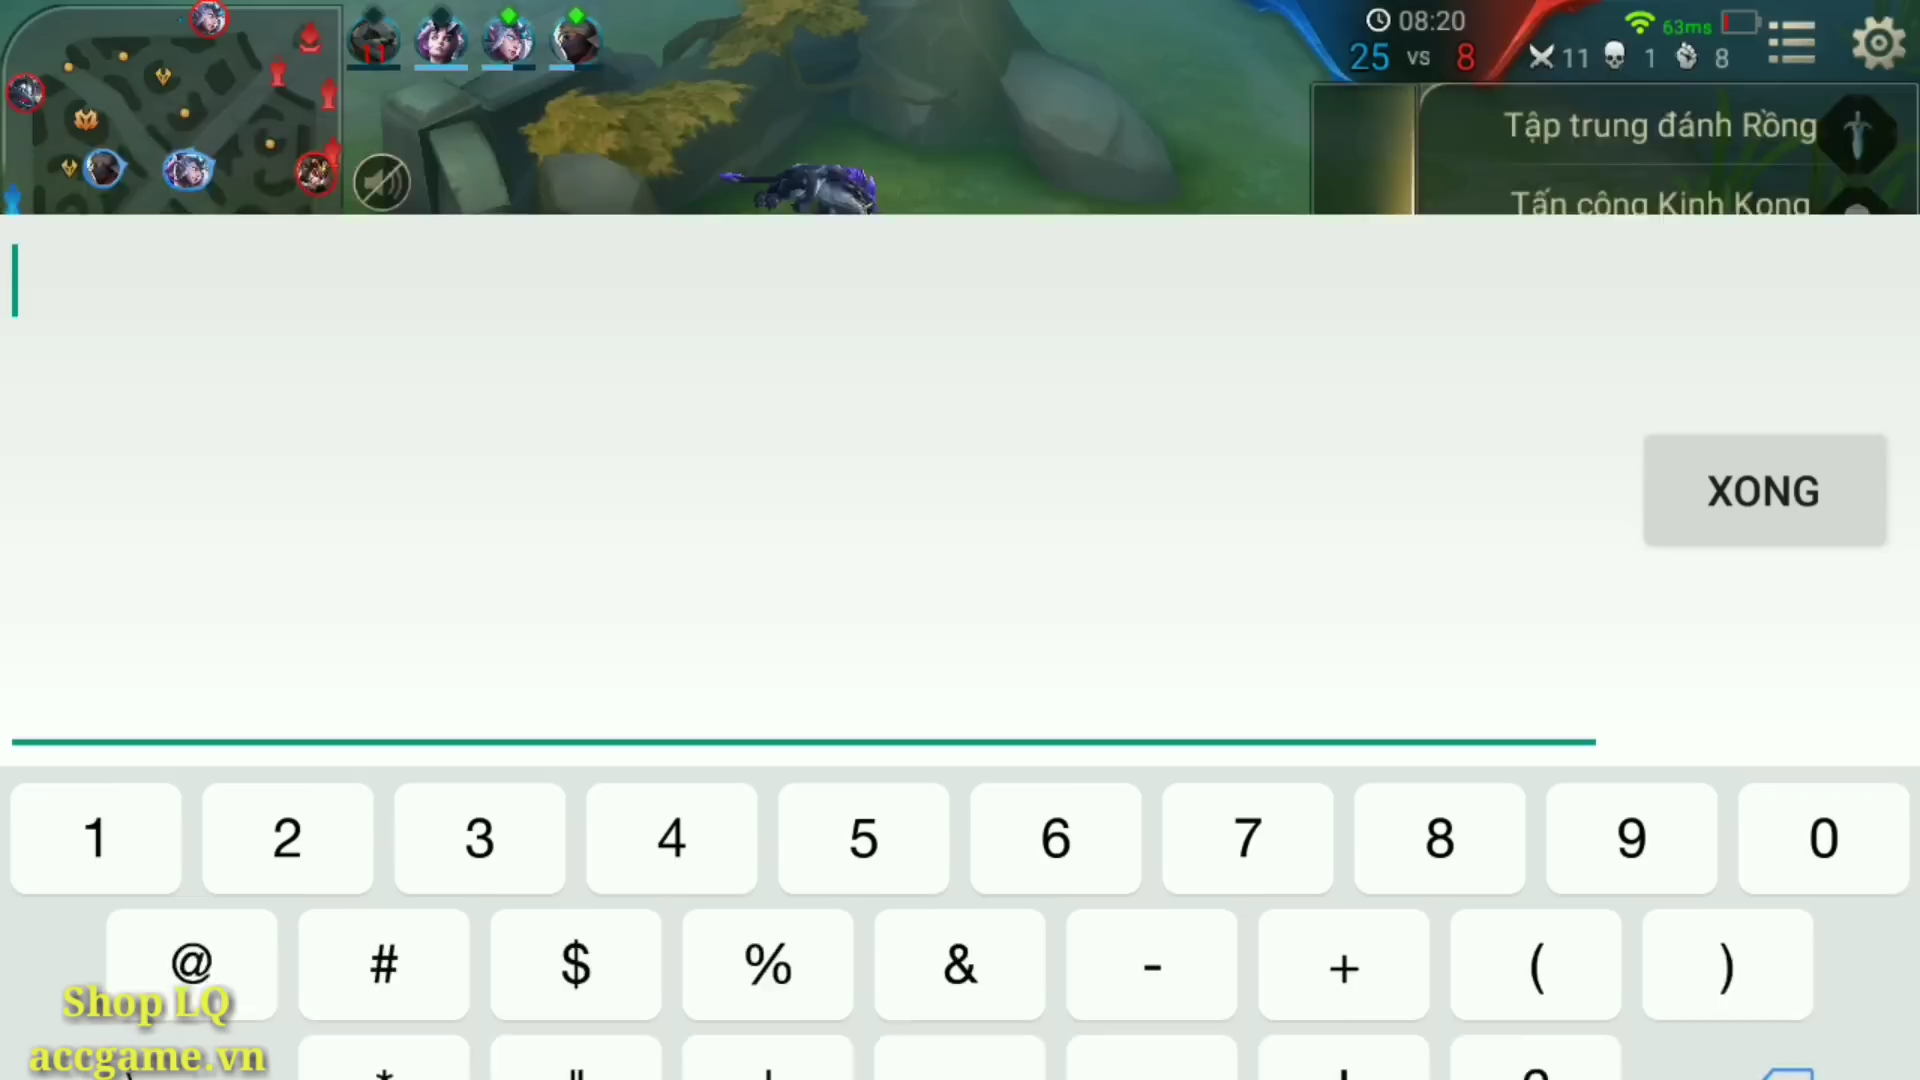 08:20
63ms
25 vs 8
11 1 8
11
Tập trung đánh Rồng
Tấn công Kinh Kong
XONG
1 2 3 4 5 6 7 8 9 0
@ # $ % & - + ( )
Shop LQ
accgame.vn